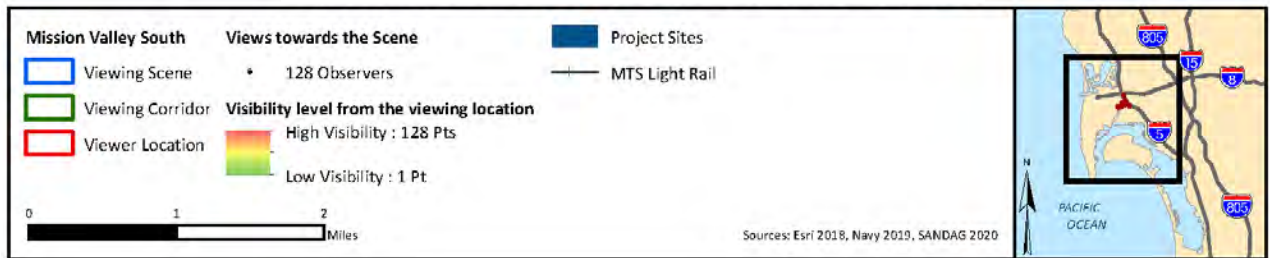 Mission Valley South
Viewing Scene
Viewing Corridor
Viewer Location
Views towards the Scene
128 Observers
Visibility level from the viewing location
High Visibility : 128 Pts
Low Visibility : 1 Pt
Project Sites
MTS Light Rail
0 1 2
Miles
Sources: Esri 2018, Navy 2019, SANDAG 2020
805
15
8
5
805
N
PACIFIC
OCEAN